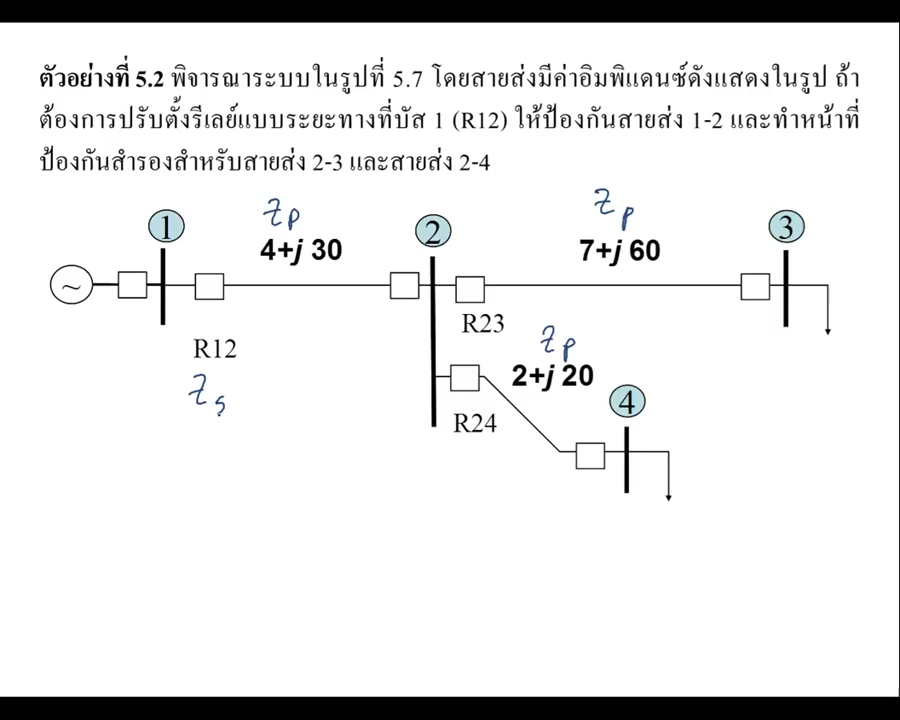 ตัวอย่างที่ 5.2 พิจารณาระบบในรูปที่ 5.7 โดยสายส่งมีค่าอิมพิแดนซ์ดังแสดงในรูป ถ้า
ต้องการปรับตั้งรีเลย์แบบระยะทางที่บัส 1 (R12) ให้ป้องกันสายส่ง 1-2 และทำหน้าที่
ป้องกันสำรองสำหรับสายส่ง 2-3 และสายส่ง 2-4
Zp
Zp
1
2
3
4+j 30
7+j 60
~
R23
R12
Zp
2+j 20
Zs
4
R24